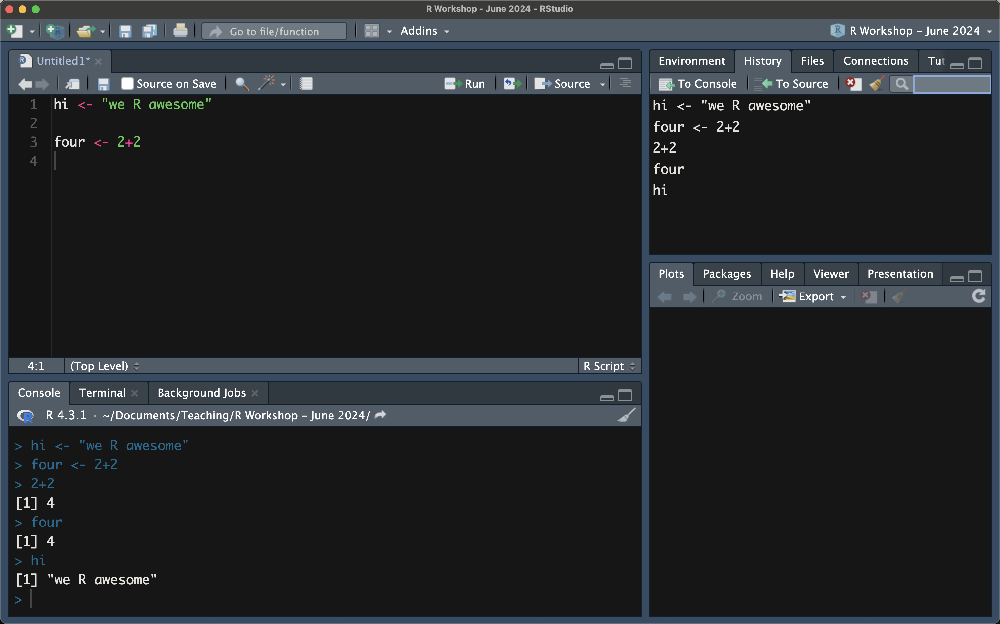 R Workshop - June 2024 - RStudio
Go to file/function
Addins
R Workshop – June 2024
Untitled1*
Source on Save
Run
Source
1 hi <- "we R awesome"
2
3 four <- 2+2
4
4:1 (Top Level) R Script
Console Terminal Background Jobs
R 4.3.1 · ~/Documents/Teaching/R Workshop – June 2024/
> hi <- "we R awesome"
> four <- 2+2
> 2+2
[1] 4
> four
[1] 4
> hi
[1] "we R awesome"
>
Environment History Files Connections Tut
To Console To Source
hi <- "we R awesome"
four <- 2+2
2+2
four
hi
Plots Packages Help Viewer Presentation
Zoom Export